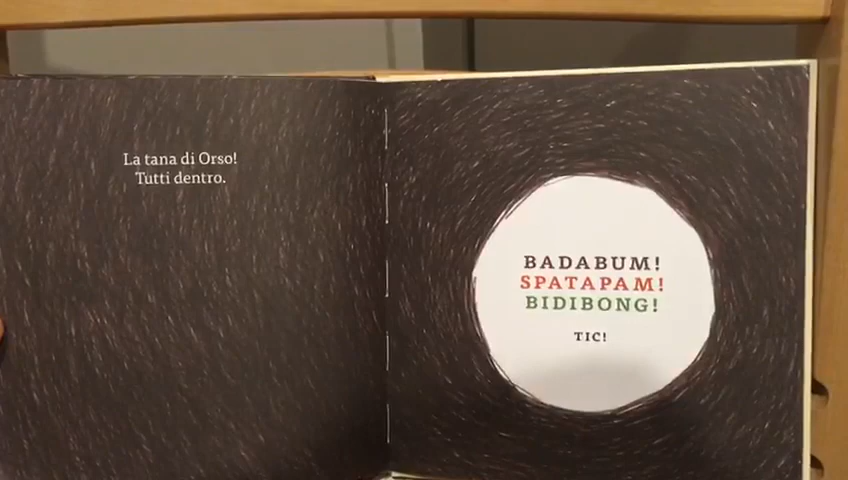 La tana di Orso!
Tutti dentro.
BADABUM!
SPATAPAM!
BIDIBONG!
TIC!